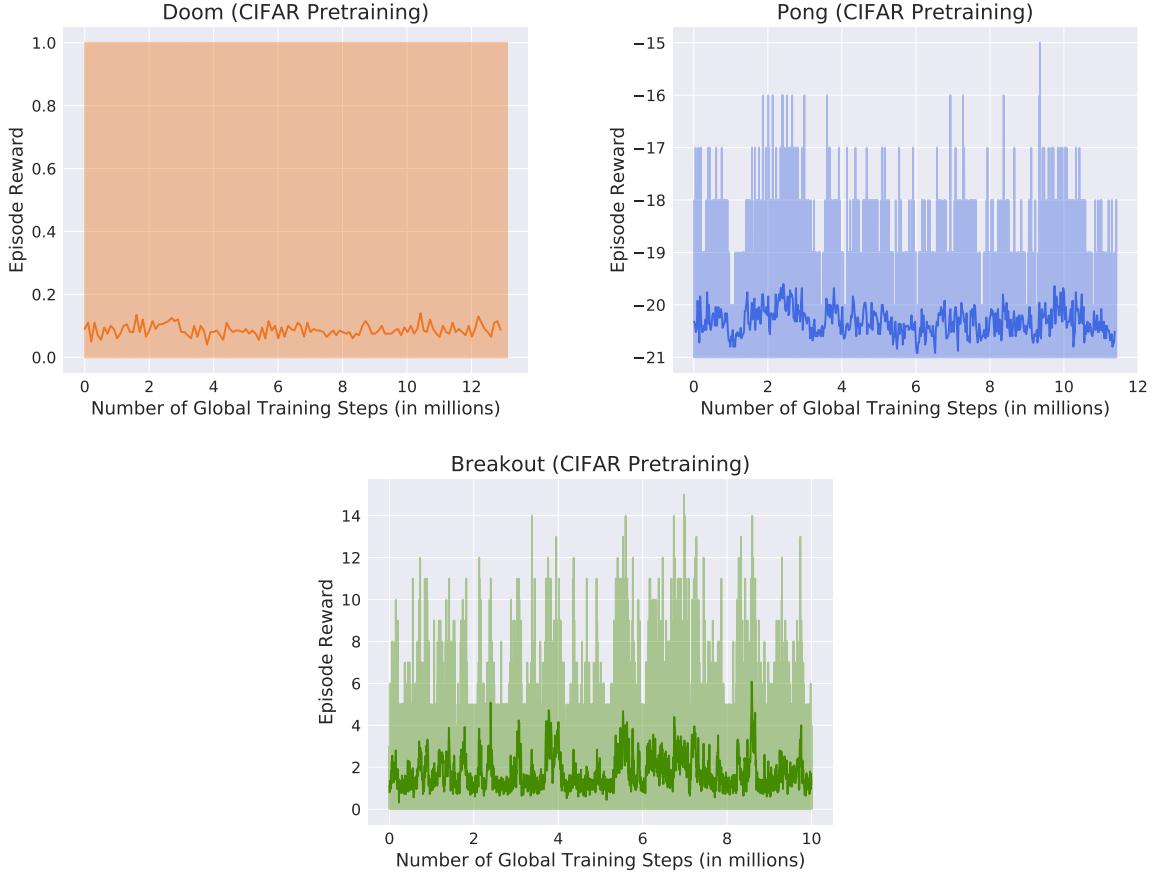 Doom (CIFAR Pretraining)
1.0
0.8
0.6
0.4
0.2
0.0
Episode Reward
0 2 4 6 8 10 12
Number of Global Training Steps (in millions)
Pong (CIFAR Pretraining)
−15
−16
−17
−18
−19
−20
−21
Episode Reward
0 2 4 6 8 10 12
Number of Global Training Steps (in millions)
Breakout (CIFAR Pretraining)
14
12
10
8
6
4
2
0
Episode Reward
0 2 4 6 8 10
Number of Global Training Steps (in millions)